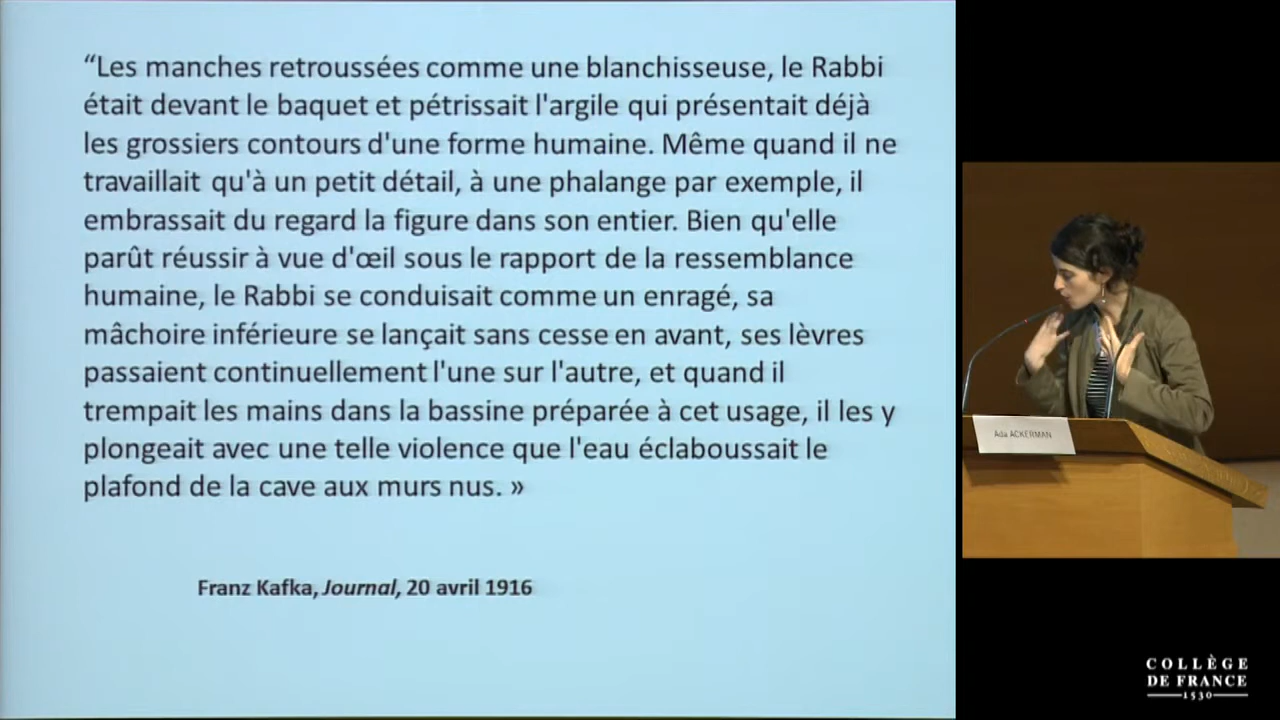 “Les manches retroussées comme une blanchisseuse, le Rabbi
était devant le baquet et pétrissait l'argile qui présentait déjà
les grossiers contours d'une forme humaine. Même quand il ne
travaillait qu'à un petit détail, à une phalange par exemple, il
embrassait du regard la figure dans son entier. Bien qu'elle
parût réussir à vue d'œil sous le rapport de la ressemblance
humaine, le Rabbi se conduisait comme un enragé, sa
mâchoire inférieure se lançait sans cesse en avant, ses lèvres
passaient continuellement l'une sur l'autre, et quand il
trempait les mains dans la bassine préparée à cet usage, il les y
plongeait avec une telle violence que l'eau éclaboussait le
plafond de la cave aux murs nus. »
Franz Kafka, Journal, 20 avril 1916
Ada ACKERMAN
COLLÈGE
DE FRANCE
1530